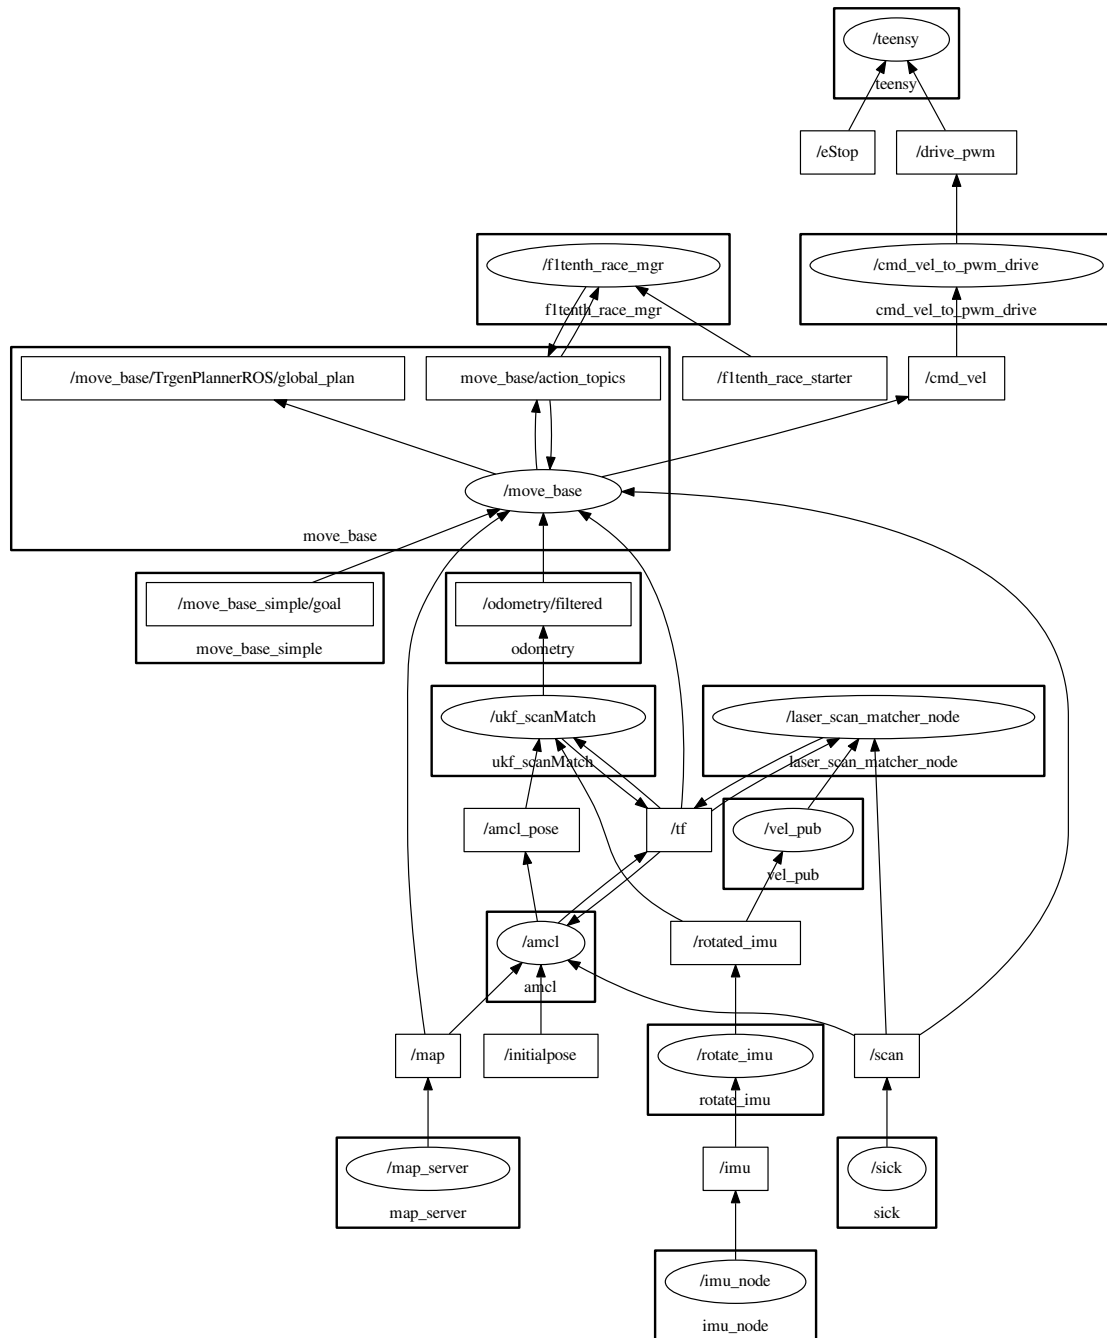 /teensy
teensy
/eStop
/drive_pwm
/f1tenth_race_mgr
f1tenth_race_mgr
/cmd_vel_to_pwm_drive
cmd_vel_to_pwm_drive
/move_base/TrgenPlannerROS/global_plan
move_base/action_topics
/f1tenth_race_starter
/cmd_vel
/move_base
move_base
/move_base_simple/goal
move_base_simple
/odometry/filtered
odometry
/ukf_scanMatch
ukf_scanMatch
/laser_scan_matcher_node
laser_scan_matcher_node
/amcl_pose
/tf
/vel_pub
vel_pub
/amcl
amcl
/rotated_imu
/map
/initialpose
/rotate_imu
rotate_imu
/scan
/map_server
map_server
/imu
/sick
sick
/imu_node
imu_node